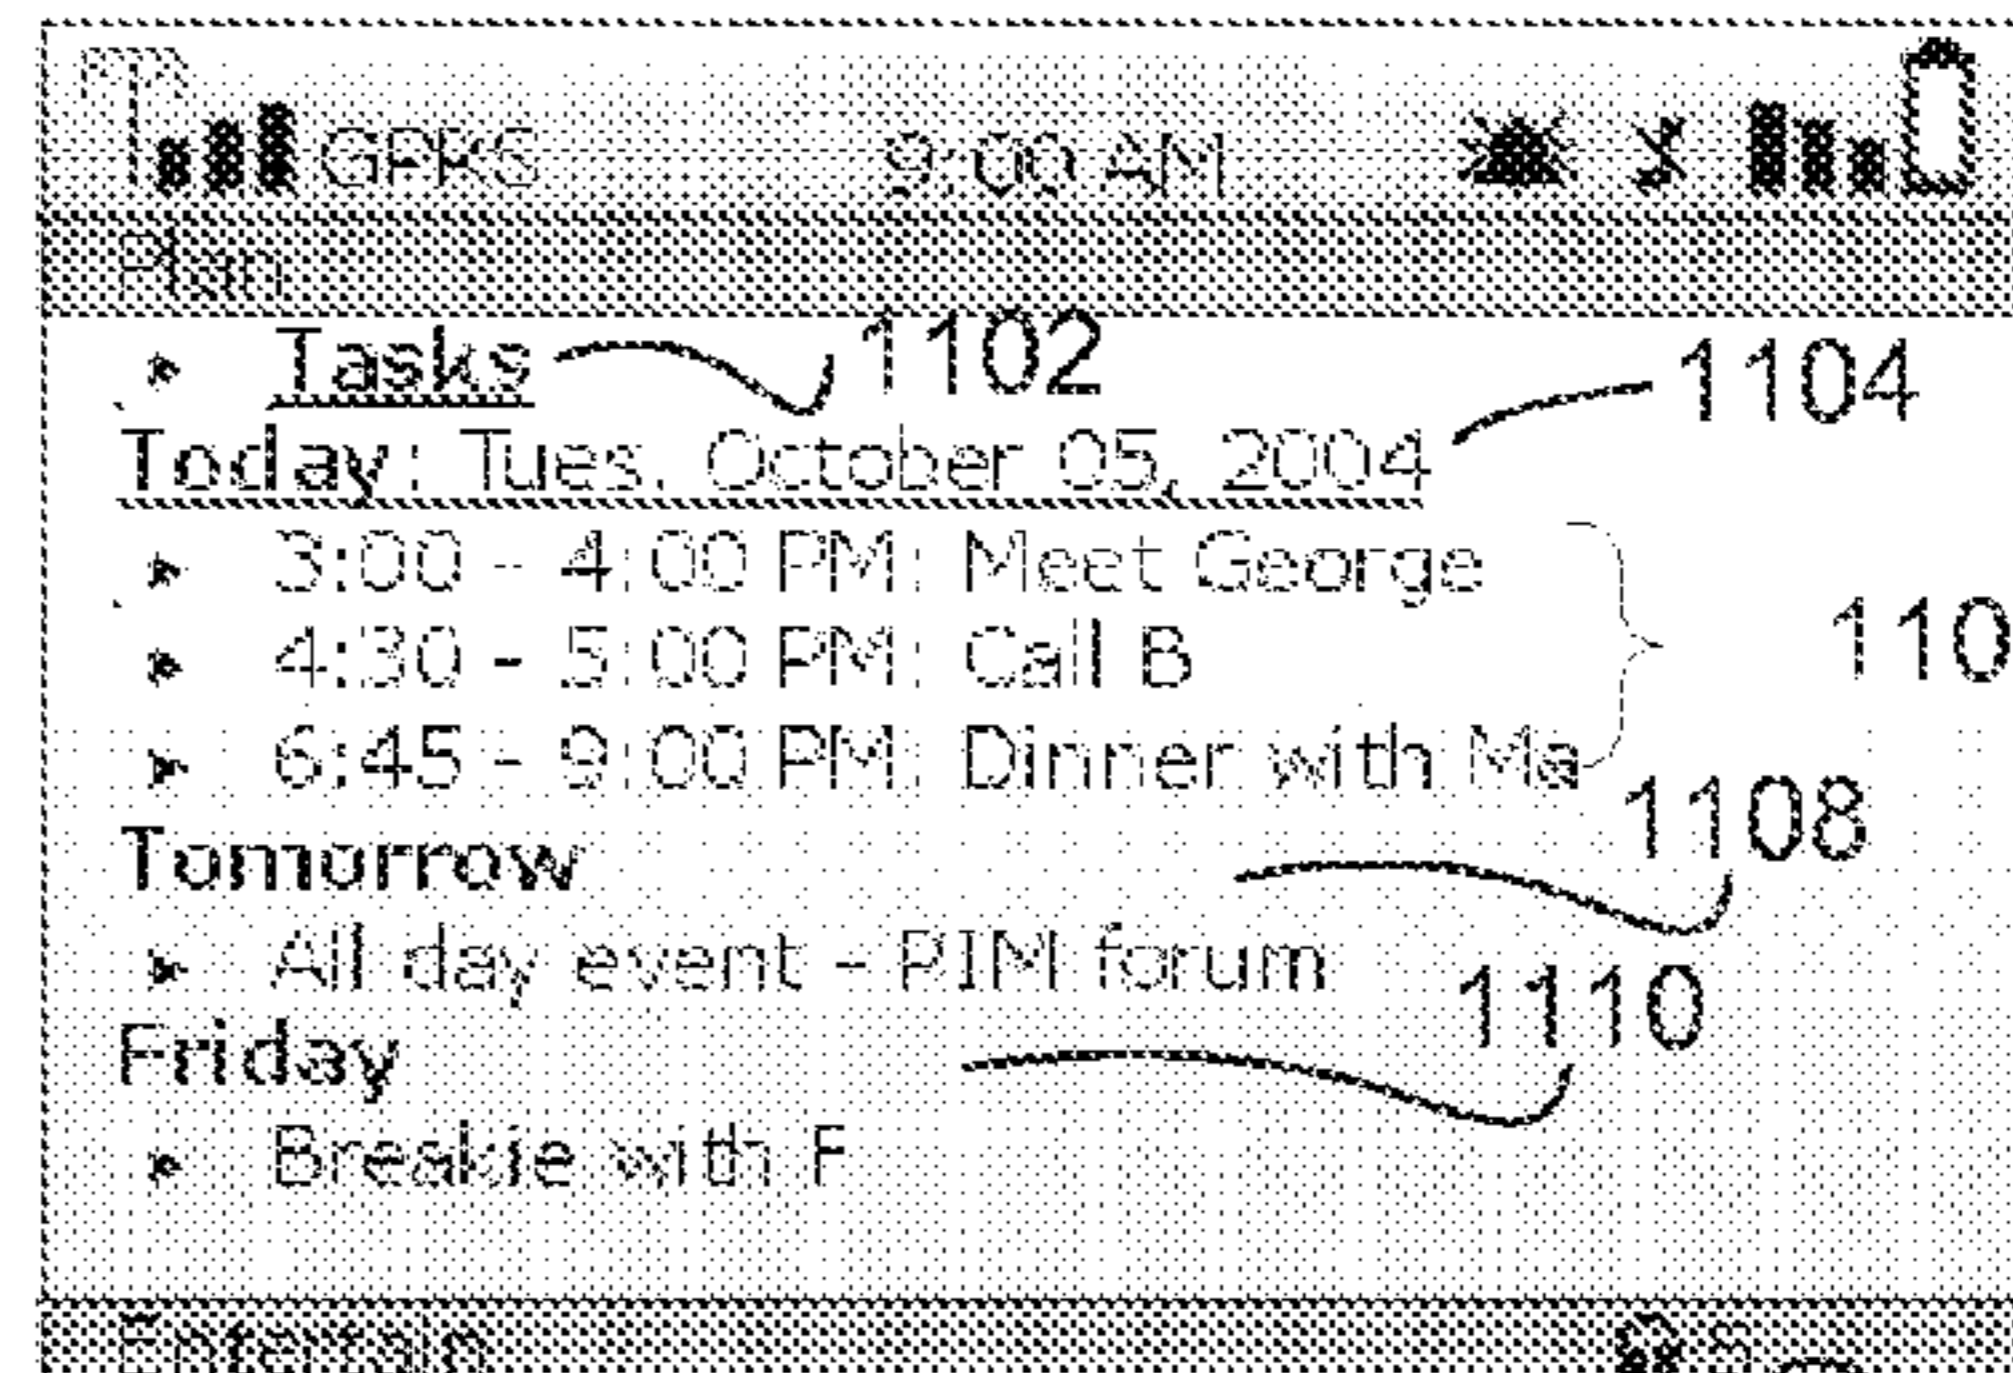 GPRS 9:00 AM
Plan
Tasks 1102
1104
Today: Tues. October 05, 2004
3:00 - 4:00 PM: Meet George
110
4:30 - 5:00 PM: Call B
6:45 - 9:00 PM: Dinner with Ma
1108
Tomorrow
All day event - PIM forum
1110
Friday
Breakie with F
Entertain